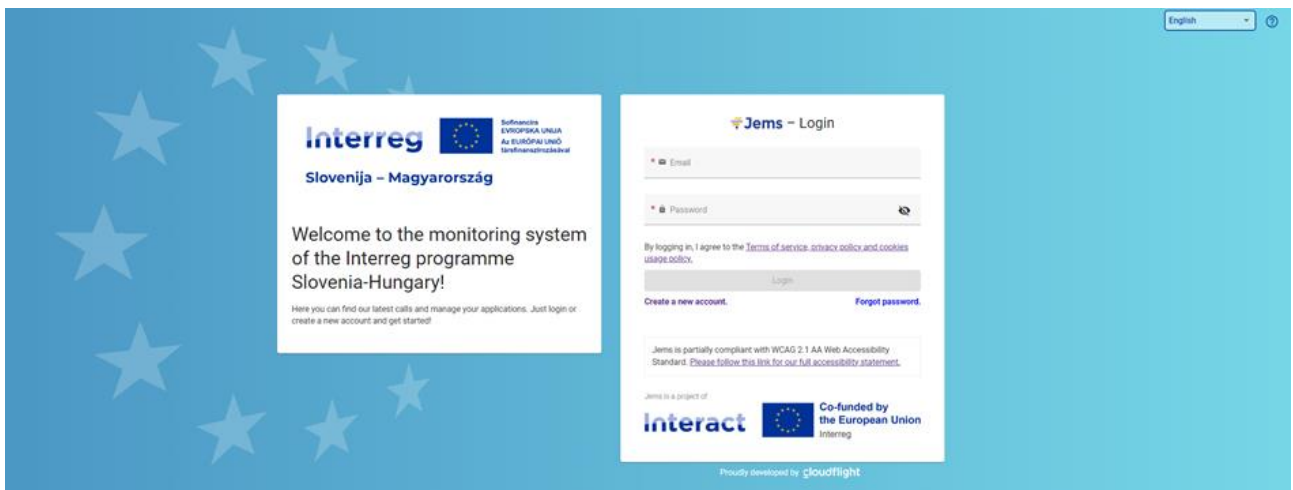 English
Interreg
Sofinancira
EVROPSKA UNIJA
Az EURÓPAI UNIÓ
társfinanszírozásával
Slovenija – Magyarország
Welcome to the monitoring system
of the Interreg programme
Slovenia-Hungary!
Here you can find our latest calls and manage your applications. Just login or
create a new account and get started!
Jems – Login
* Email
* Password
By logging in, I agree to the Terms of service, privacy policy and cookies
usage policy.
Login
Create a new account.
Forgot password.
Jems is partially compliant with WCAG 2.1 AA Web Accessibility
Standard. Please follow this link for our full accessibility statement.
Jems is a project of
Interact
Co-funded by
the European Union
Interreg
Proudly developed by cloudflight